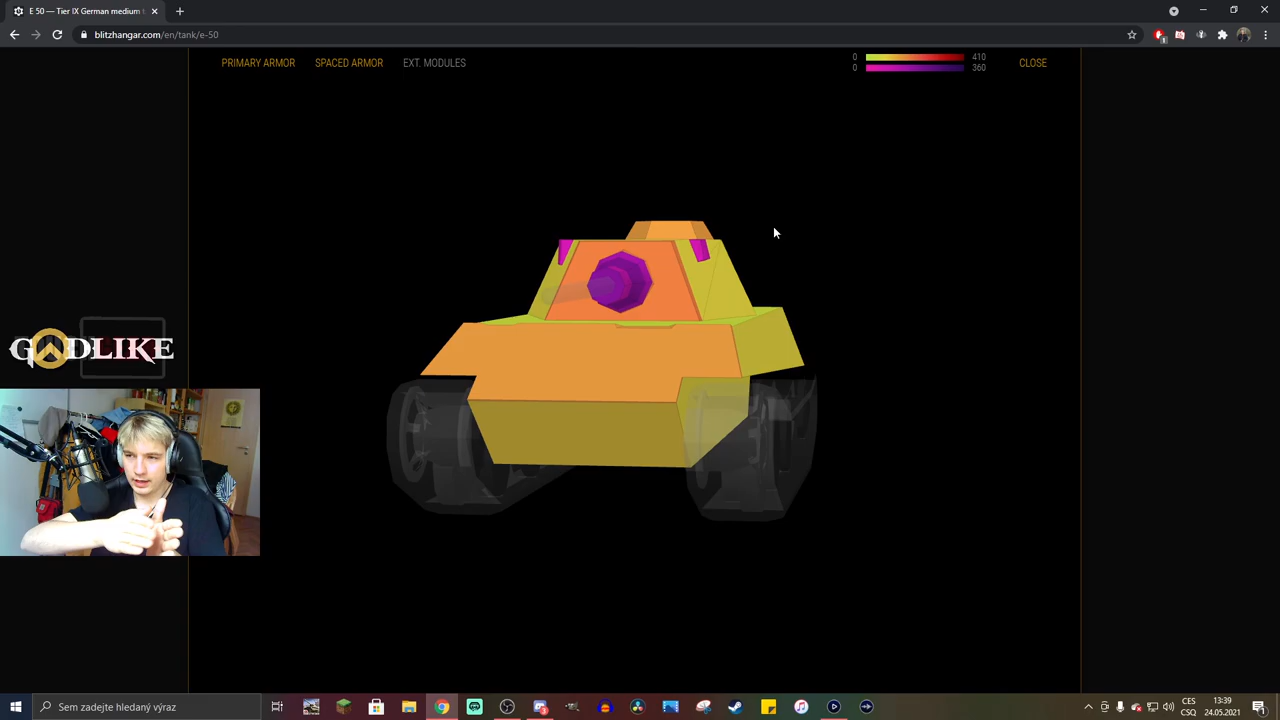 E 50 — Tier IX German medium t
blitzhangar.com/en/tank/e-50
PRIMARY ARMOR
SPACED ARMOR
EXT. MODULES
0
410
0
360
CLOSE
GODLIKE
Sem zadejte hledaný výraz
CES
CSQ
13:39
24.05.2021